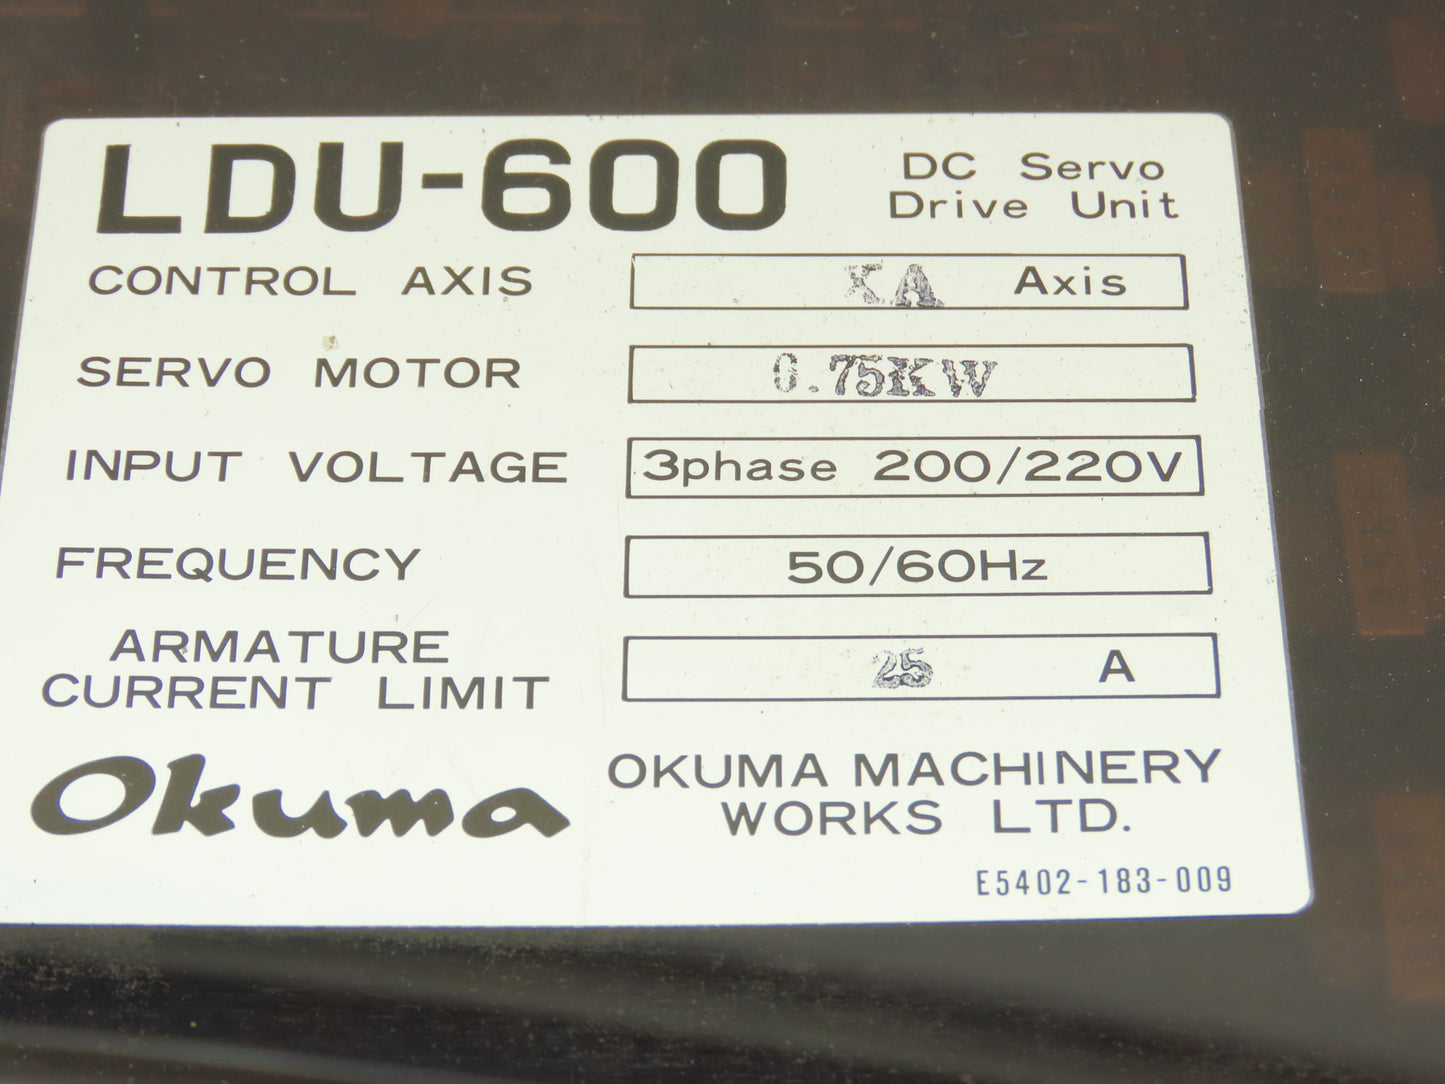 LDU-600 DC Servo
Drive Unit
CONTROL AXIS KA Axis
SERVO MOTOR 0.75KW
INPUT VOLTAGE 3phase 200/220V
FREQUENCY 50/60Hz
ARMATURE
CURRENT LIMIT 25 A
Okuma OKUMA MACHINERY
WORKS LTD.
E5402-183-009